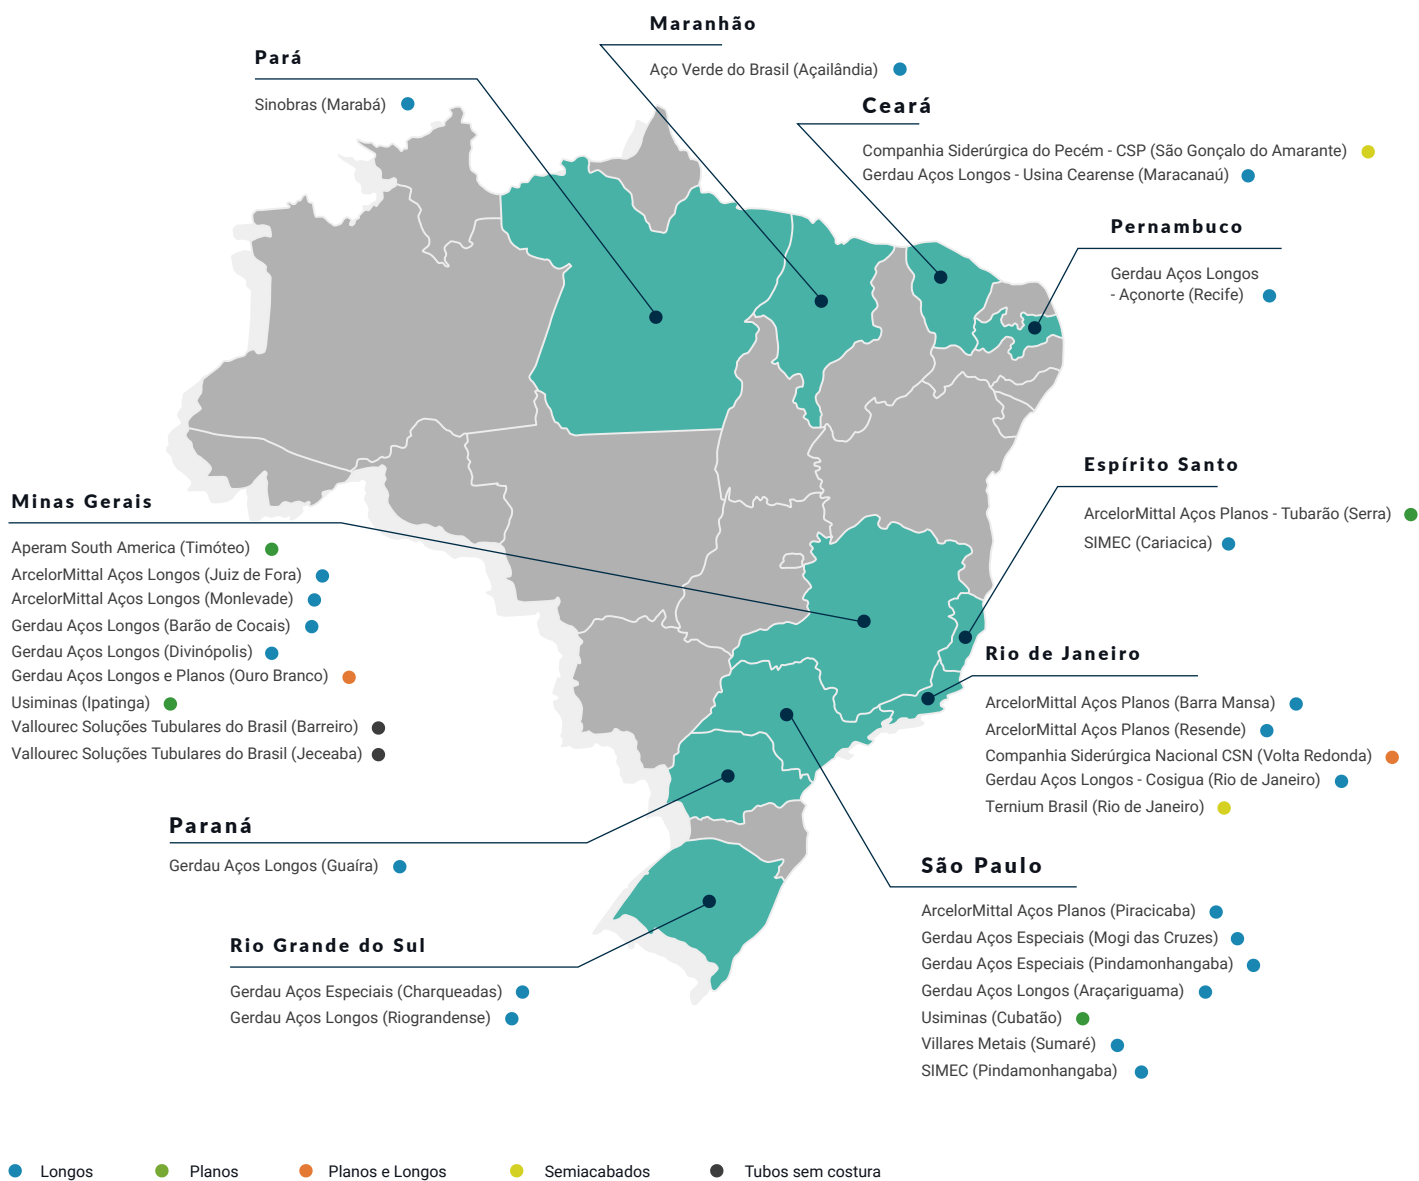 Maranhão
Aço Verde do Brasil (Açailândia)
Pará
Sinobras (Marabá)
Ceará
Companhia Siderúrgica do Pecém - CSP (São Gonçalo do Amarante)
Gerdau Aços Longos - Usina Cearense (Maracanaú)
Pernambuco
Gerdau Aços Longos
- Açonorte (Recife)
Espírito Santo
ArcelorMittal Aços Planos - Tubarão (Serra)
SIMEC (Cariacica)
Minas Gerais
Aperam South America (Timóteo)
ArcelorMittal Aços Longos (Juiz de Fora)
ArcelorMittal Aços Longos (Monlevade)
Gerdau Aços Longos (Barão de Cocais)
Gerdau Aços Longos (Divinópolis)
Gerdau Aços Longos e Planos (Ouro Branco)
Usiminas (Ipatinga)
Vallourec Soluções Tubulares do Brasil (Barreiro)
Vallourec Soluções Tubulares do Brasil (Jeceaba)
Rio de Janeiro
ArcelorMittal Aços Planos (Barra Mansa)
ArcelorMittal Aços Planos (Resende)
Companhia Siderúrgica Nacional CSN (Volta Redonda)
Gerdau Aços Longos - Cosigua (Rio de Janeiro)
Ternium Brasil (Rio de Janeiro)
Paraná
Gerdau Aços Longos (Guaíra)
São Paulo
ArcelorMittal Aços Planos (Piracicaba)
Gerdau Aços Especiais (Mogi das Cruzes)
Gerdau Aços Especiais (Pindamonhangaba)
Gerdau Aços Longos (Araçariguama)
Usiminas (Cubatão)
Villares Metais (Sumaré)
SIMEC (Pindamonhangaba)
Rio Grande do Sul
Gerdau Aços Especiais (Charqueadas)
Gerdau Aços Longos (Riograndense)
Longos
Planos
Planos e Longos
Semiacabados
Tubos sem costura